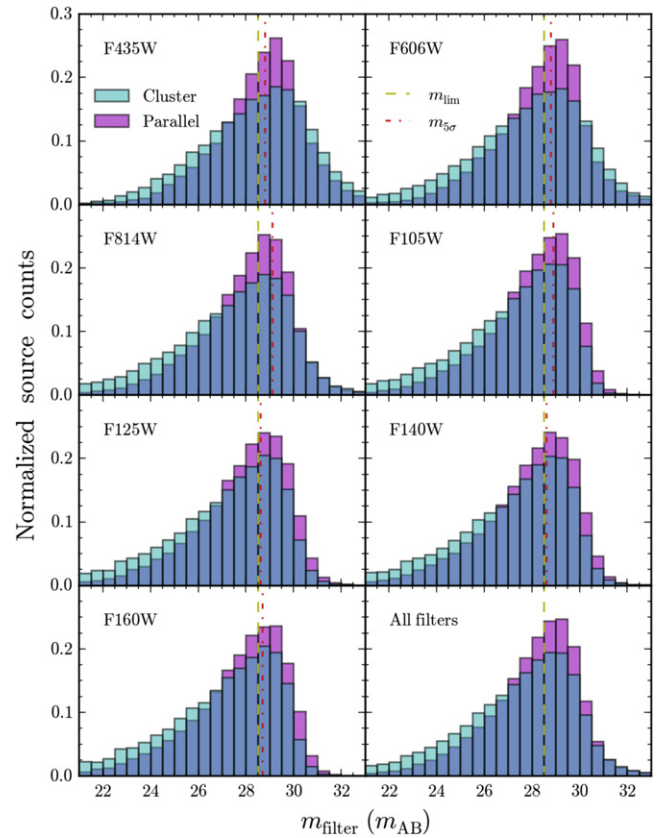 0.3
F435W
F606W
Cluster
Parallel
m_lim
m_5σ
0.2
0.1
0.0
F814W
F105W
0.2
0.1
0.0
F125W
F140W
0.2
0.1
0.0
F160W
All filters
0.2
0.1
0.0
22 24 26 28 30 32 22 24 26 28 30 32
Normalized source counts
m_filter (m_AB)